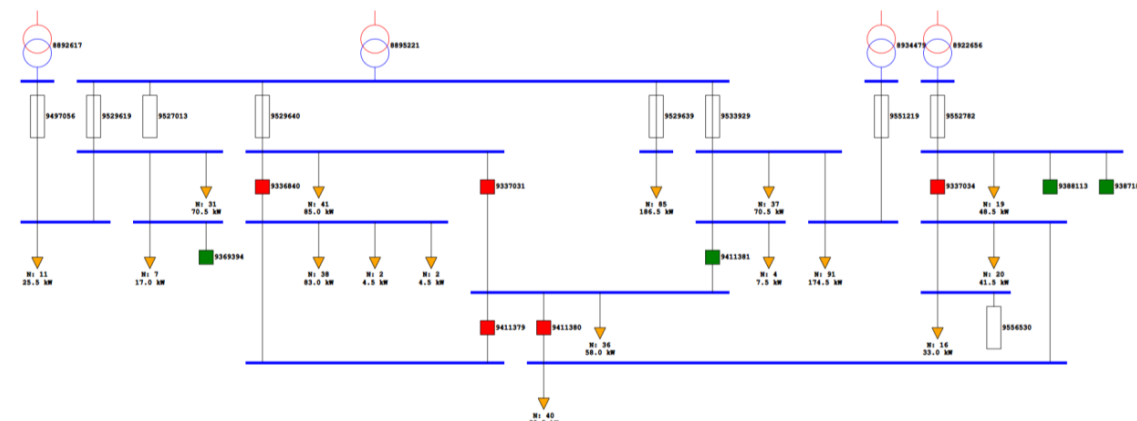 8892617
8895221
8934479
8922656
9497056
9529619
9527013
9529640
9529639
9533929
9551219
9552782
9336840
N: 31
70.5 kW
N: 41
85.0 kW
9337031
N: 85
186.5 kW
N: 37
70.5 kW
9337034
N: 19
48.5 kW
9388113
93871
N: 11
25.5 kW
N: 7
17.0 kW
9369394
N: 38
83.0 kW
N: 2
4.5 kW
N: 2
4.5 kW
9411381
N: 4
7.5 kW
N: 91
174.5 kW
N: 20
41.5 kW
9411379
9411380
N: 36
58.0 kW
N: 16
33.0 kW
9556530
N: 40